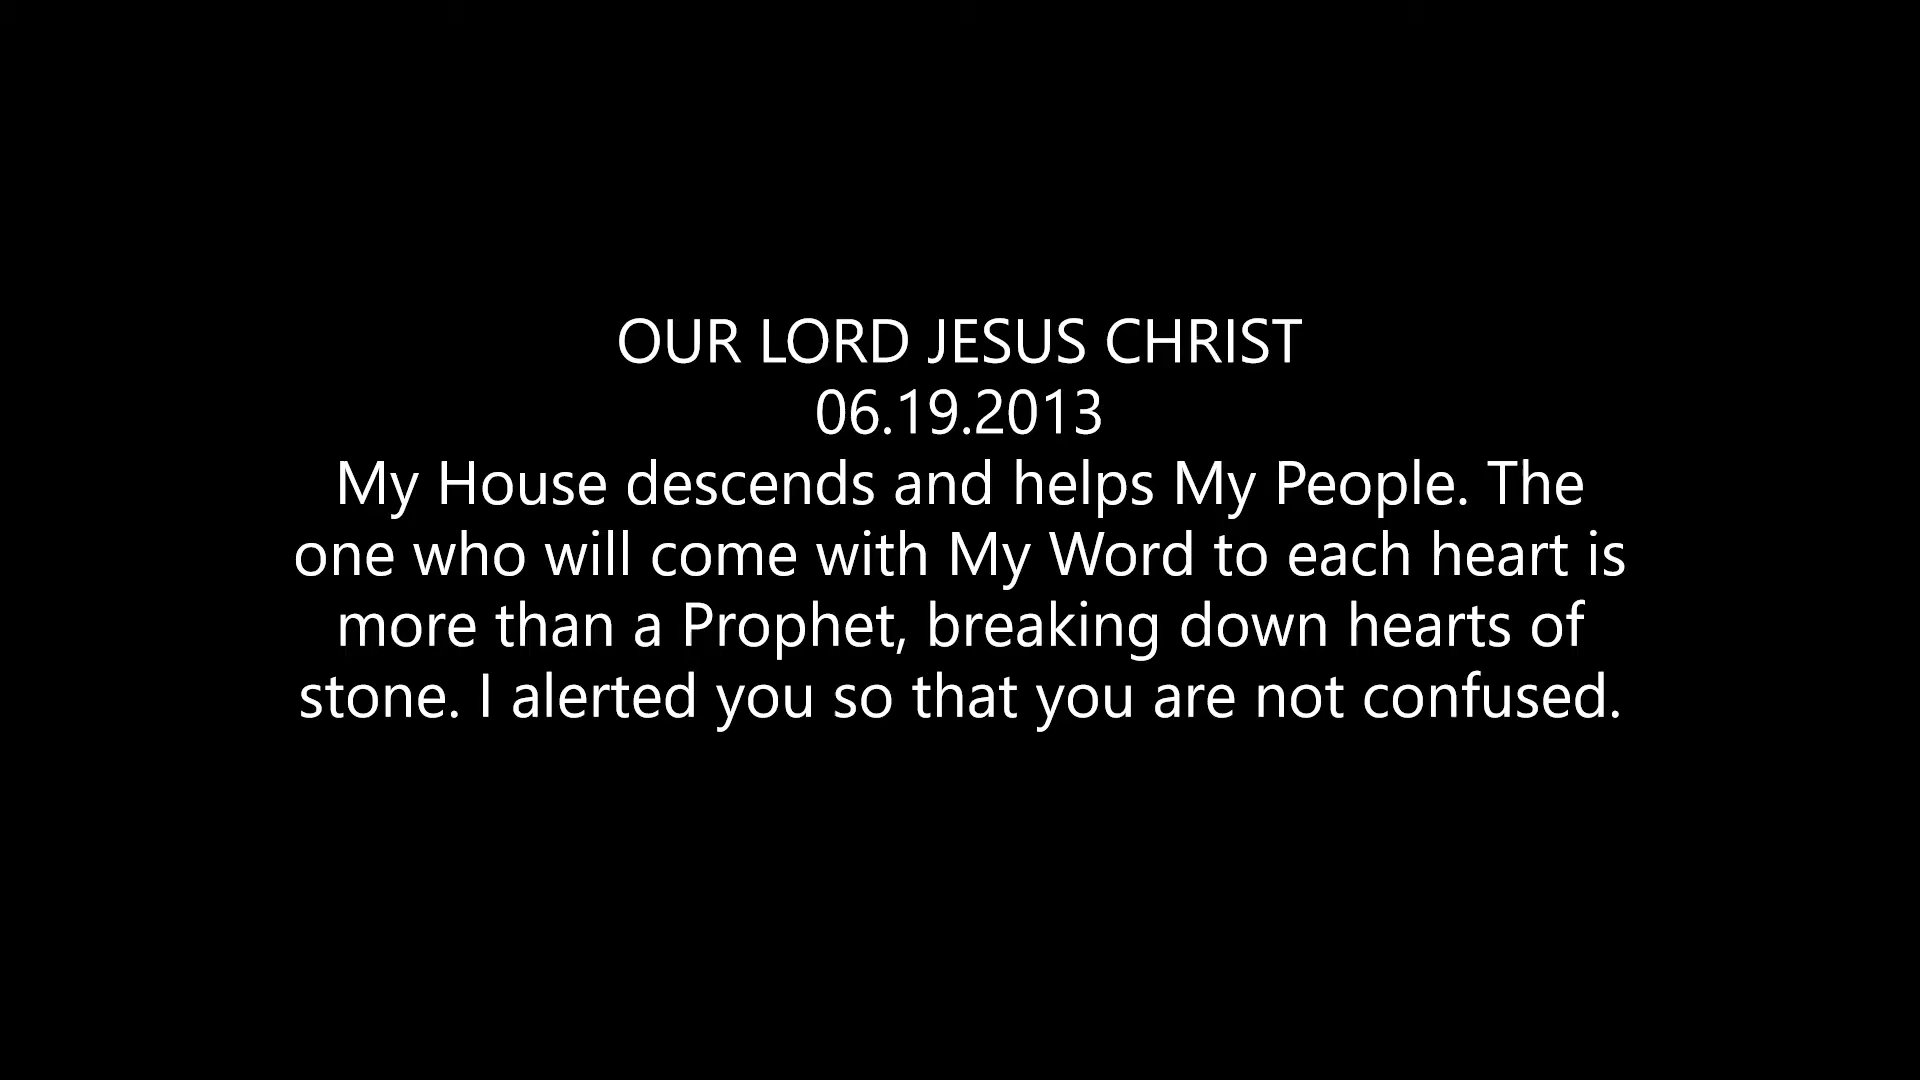 OUR LORD JESUS CHRIST
06.19.2013
My House descends and helps My People. The
one who will come with My Word to each heart is
more than a Prophet, breaking down hearts of
stone. I alerted you so that you are not confused.